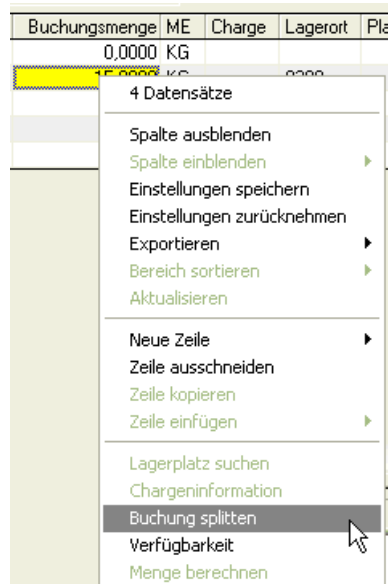 Buchungsmenge ME Charge Lagerort
0,0000 KG
4 Datensätze
Spalte ausblenden
Spalte einblenden
Einstellungen speichern
Einstellungen zurücknehmen
Exportieren
Bereich sortieren
Aktualisieren
Neue Zeile
Zeile ausschneiden
Zeile kopieren
Zeile einfügen
Lagerplatz suchen
Chargeninformation
Buchung splitten
Verfügbarkeit
Menge berechnen